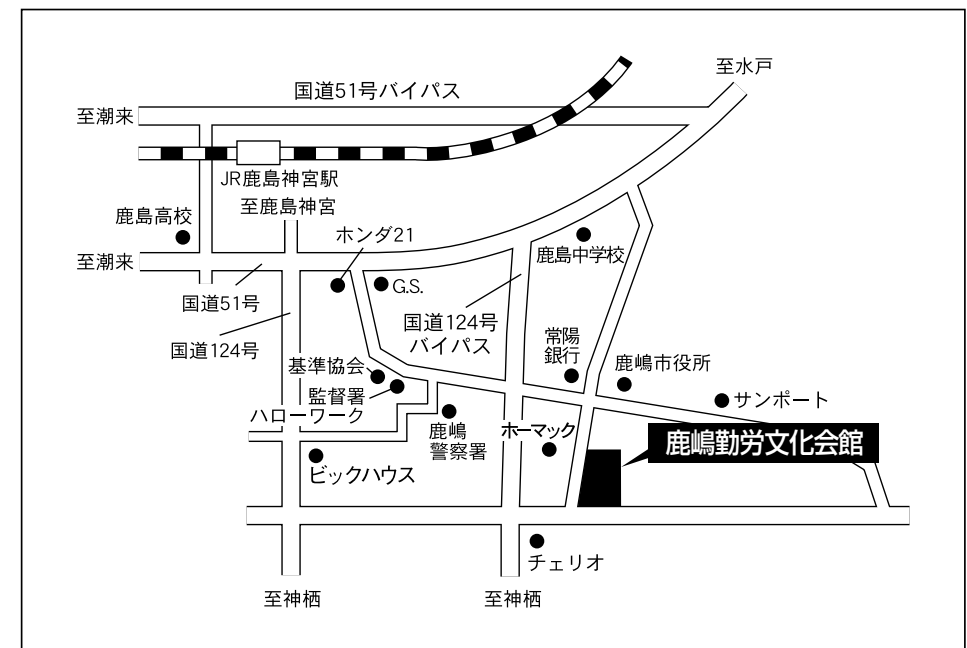 至水戸
国道51号バイパス
至潮来
JR鹿島神宮駅
至鹿島神宮
鹿島高校
ホンダ21
鹿島中学校
至潮来
G.S.
国道51号
国道124号
バイパス
常陽
銀行
国道124号
基準協会
鹿嶋市役所
監督署
サンポート
ハローワーク
鹿嶋
警察署
ホーマック
鹿嶋勤労文化会館
ビックハウス
チェリオ
至神栖
至神栖